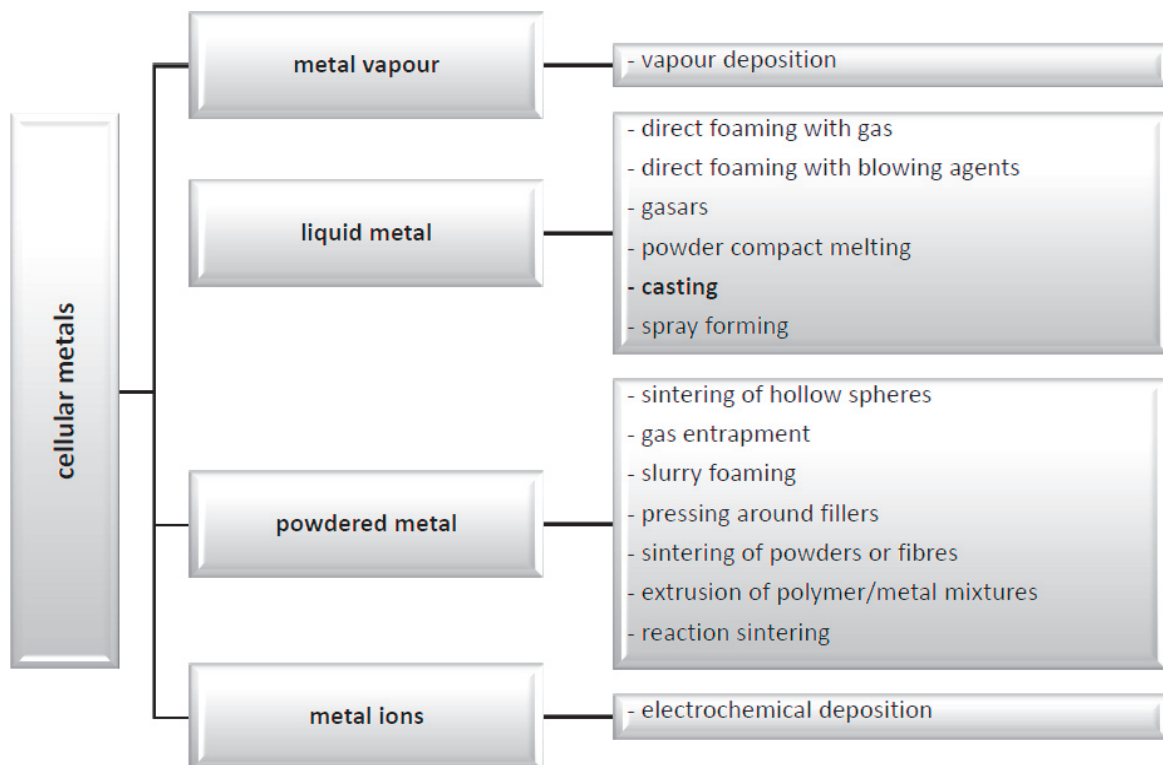 cellular metals
metal vapour
- vapour deposition
liquid metal
- direct foaming with gas
- direct foaming with blowing agents
- gasars
- powder compact melting
- casting
- spray forming
powdered metal
- sintering of hollow spheres
- gas entrapment
- slurry foaming
- pressing around fillers
- sintering of powders or fibres
- extrusion of polymer/metal mixtures
- reaction sintering
metal ions
- electrochemical deposition